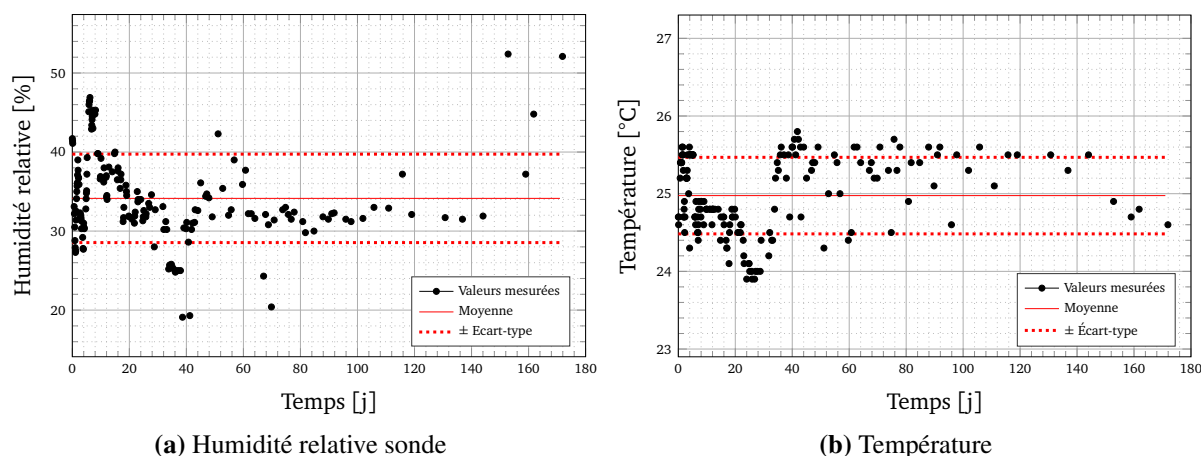 50
40
30
20
0 20 40 60 80 100 120 140 160 180
Humidité relative [%]
Temps [j]
Valeurs mesurées
Moyenne
± Ecart-type
(a) Humidité relative sonde
27
26
25
24
23
0 20 40 60 80 100 120 140 160 180
Température [°C]
Temps [j]
Valeurs mesurées
Moyenne
± Écart-type
(b) Température